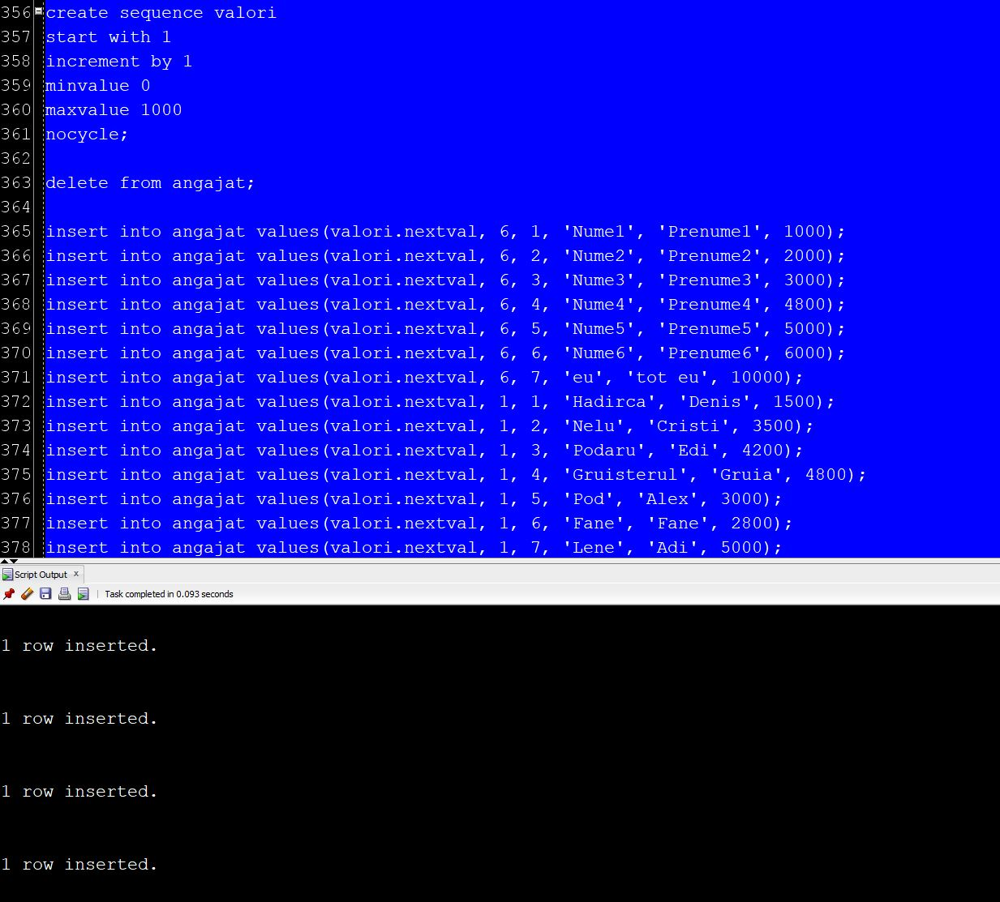 356 create sequence valori
357 start with 1
358 increment by 1
359 minvalue 0
360 maxvalue 1000
361 nocycle;
362
363 delete from angajat;
364
365 insert into angajat values(valori.nextval, 6, 1, 'Nume1', 'Prenume1', 1000);
366 insert into angajat values(valori.nextval, 6, 2, 'Nume2', 'Prenume2', 2000);
367 insert into angajat values(valori.nextval, 6, 3, 'Nume3', 'Prenume3', 3000);
368 insert into angajat values(valori.nextval, 6, 4, 'Nume4', 'Prenume4', 4800);
369 insert into angajat values(valori.nextval, 6, 5, 'Nume5', 'Prenume5', 5000);
370 insert into angajat values(valori.nextval, 6, 6, 'Nume6', 'Prenume6', 6000);
371 insert into angajat values(valori.nextval, 6, 7, 'eu', 'tot eu', 10000);
372 insert into angajat values(valori.nextval, 1, 1, 'Hadirca', 'Denis', 1500);
373 insert into angajat values(valori.nextval, 1, 2, 'Nelu', 'Cristi', 3500);
374 insert into angajat values(valori.nextval, 1, 3, 'Podaru', 'Edi', 4200);
375 insert into angajat values(valori.nextval, 1, 4, 'Gruisterul', 'Gruia', 4800);
376 insert into angajat values(valori.nextval, 1, 5, 'Pod', 'Alex', 3000);
377 insert into angajat values(valori.nextval, 1, 6, 'Fane', 'Fane', 2800);
378 insert into angajat values(valori.nextval, 1, 7, 'Lene', 'Adi', 5000);
Script Output x
Task completed in 0.093 seconds
1 row inserted.
1 row inserted.
1 row inserted.
1 row inserted.